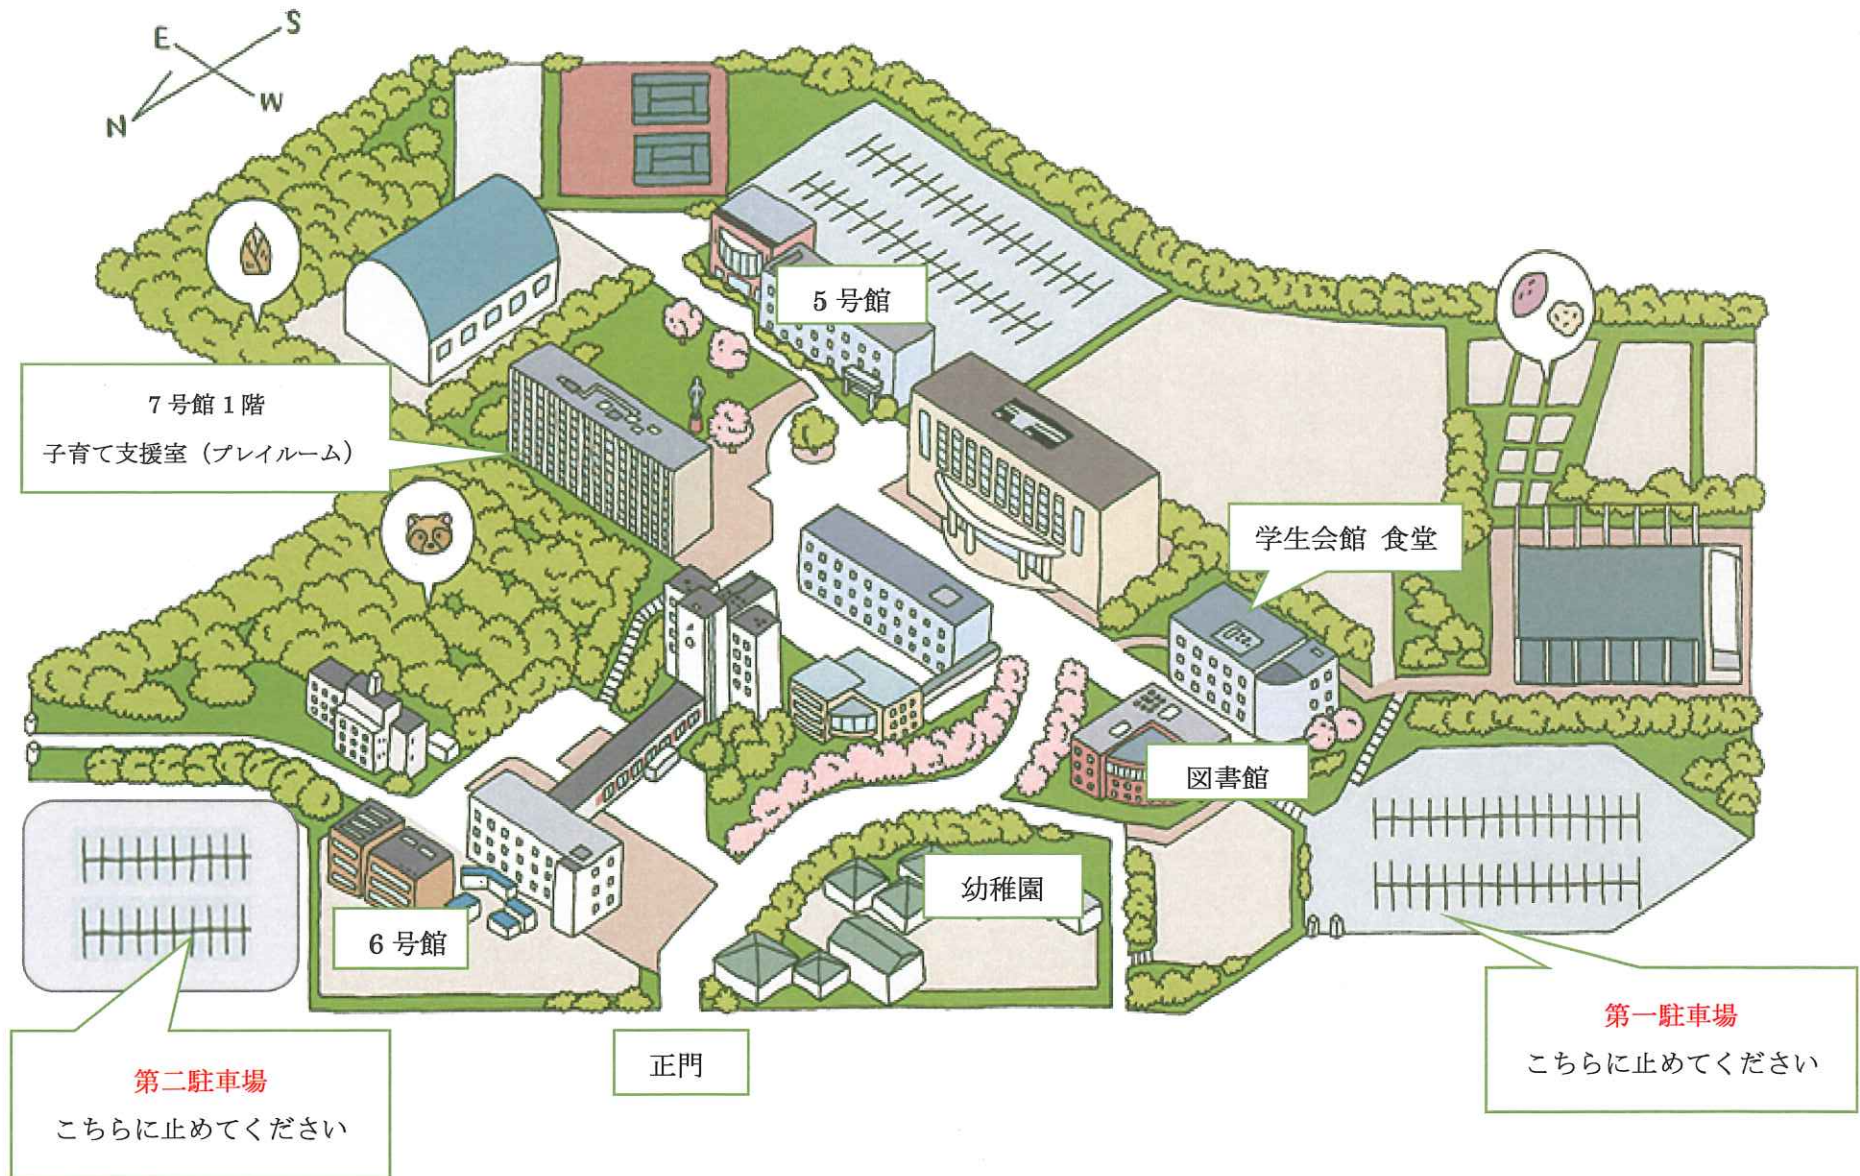 E
S
N
W
5 号館
7 号館 1 階
子育て支援室（プレイルーム）
学生会館 食堂
図書館
幼稚園
6 号館
正門
第一駐車場
こちらに止めてください
第二駐車場
こちらに止めてください